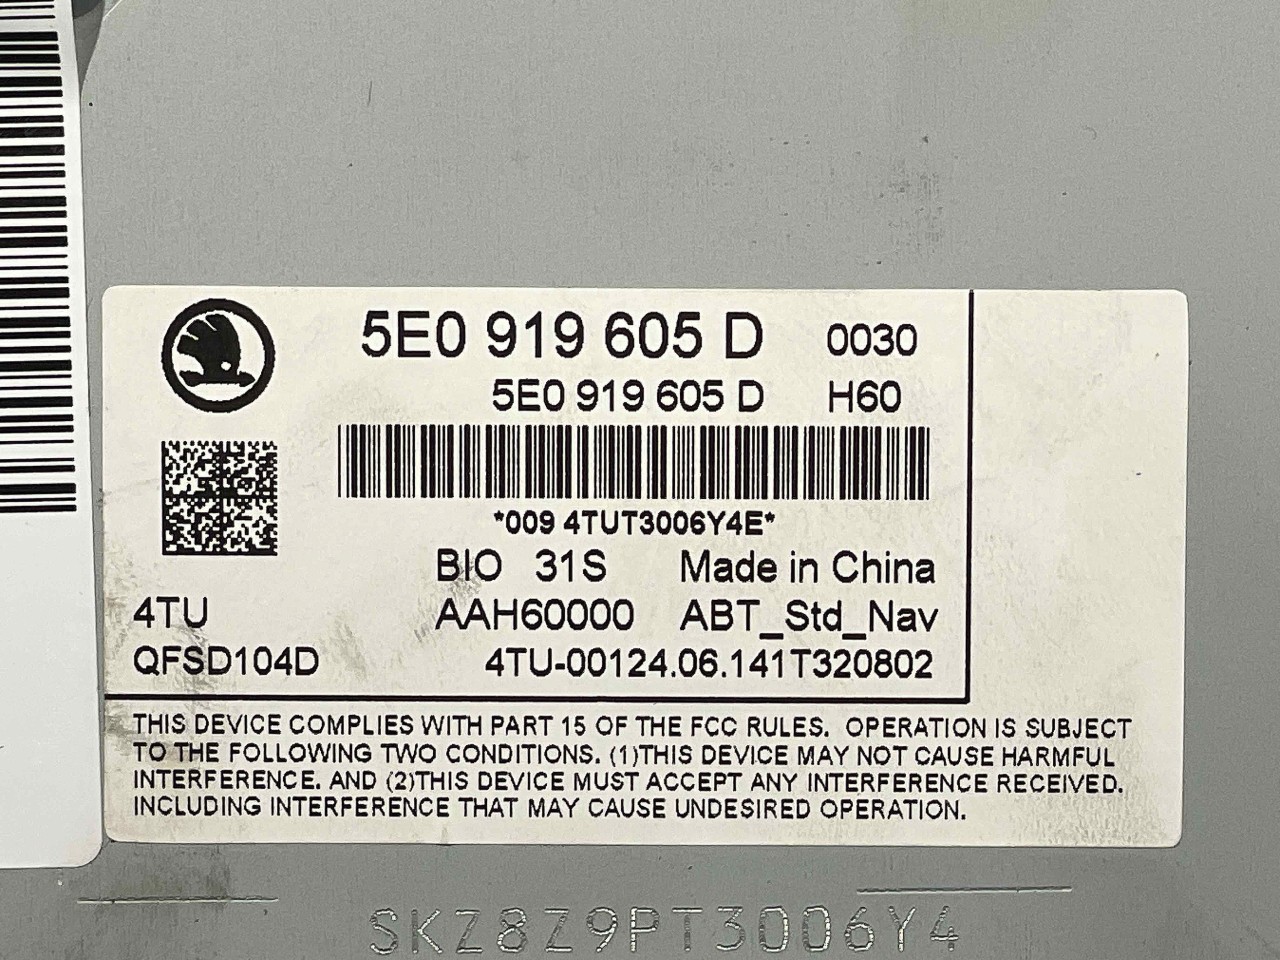 5E0 919 605 D 0030
5E0 919 605 D H60
*009 4TUT3006Y4E*
BIO 31S Made in China
4TU AAH60000 ABT_Std_Nav
QFSD104D 4TU-00124.06.141T320802
THIS DEVICE COMPLIES WITH PART 15 OF THE FCC RULES. OPERATION IS SUBJECT
TO THE FOLLOWING TWO CONDITIONS. (1)THIS DEVICE MAY NOT CAUSE HARMFUL
INTERFERENCE. AND (2)THIS DEVICE MUST ACCEPT ANY INTERFERENCE RECEIVED.
INCLUDING INTERFERENCE THAT MAY CAUSE UNDESIRED OPERATION.
SKZ8Z9PT3006Y4